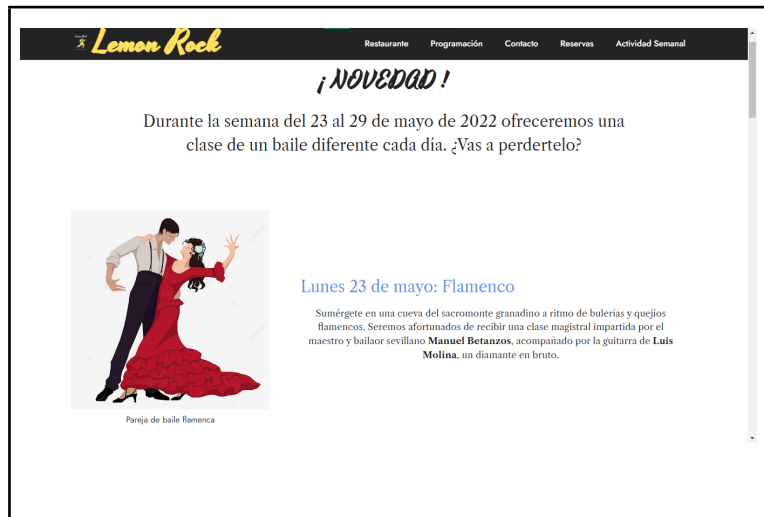 Lemon Rock
Restaurante Programación Contacto Reservas Actividad Semanal
¡ NOVEDAD !
Durante la semana del 23 al 29 de mayo de 2022 ofreceremos una
clase de un baile diferente cada día. ¿Vas a perdertelo?
Lunes 23 de mayo: Flamenco
Sumérgete en una cueva del sacromonte granadino a ritmo de bulerías y quejíos
flamencos. Seremos afortunados de recibir una clase magistral impartida por el
maestro y bailaor sevillano Manuel Betanzos, acompañado por la guitarra de Luis
Molina, un diamante en bruto.
Pareja de baile flamenca